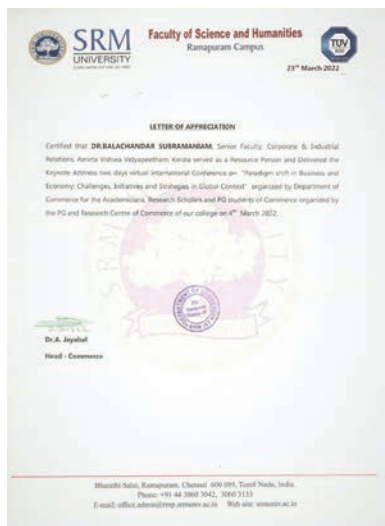 SRM
UNIVERSITY
Faculty of Science and Humanities
Ramapuram Campus
TUV
23rd March 2022
LETTER OF APPRECIATION
Certified that DR.BALACHANDAR SUBRAMANIAM, Senior Faculty, Corporate & Industrial
Relations, Amrita Vishwa Vidyapeetham, Kerala served as a Resource Person and Delivered the
Keynote Address two days virtual International Conference on "Paradigm shift in Business and
Economy: Challenges, Initiatives and Strategies in Global Context" organized by Department of
Commerce for the Academicians, Research Scholars and PG students of Commerce organized by
the PG and Research Centre of Commerce of our college on 4th March 2022.
Dr.A. Jayabal
Head - Commerce
Bharathi Salai, Ramapuram, Chennai 600 089, Tamil Nadu, India.
Phone: +91 44 3060 3042, 3060 3133
E-mail: office.admin@rmp.srmuniv.ac.in Web site: srmuniv.ac.in